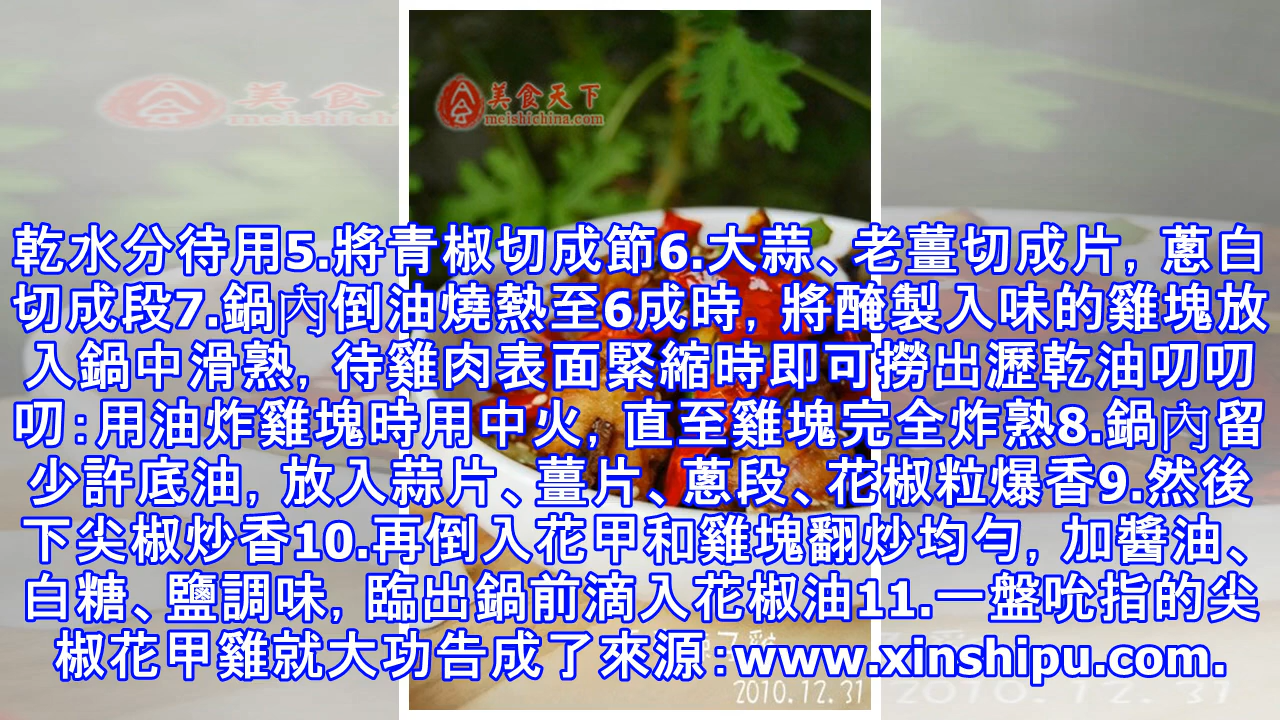 美食天下
meishichina.com
美食天
meishich
乾水分待用5.將青椒切成節6.大蒜、老薑切成片，蔥白
切成段7.鍋內倒油燒熱至6成時，將醃製入味的雞塊放
入鍋中滑熟，待雞肉表面緊縮時即可撈出瀝乾油叨叨
叨：用油炸雞塊時用中火，直至雞塊完全炸熟8.鍋內留
少許底油，放入蒜片、薑片、蔥段、花椒粒爆香9.然後
下尖椒炒香10.再倒入花甲和雞塊翻炒均勻，加醬油、
白糖、鹽調味，臨出鍋前滴入花椒油11.一盤吮指的尖
椒花甲雞就大功告成了來源：www.xinshipu.com.
2010.12.31
2010.12.31